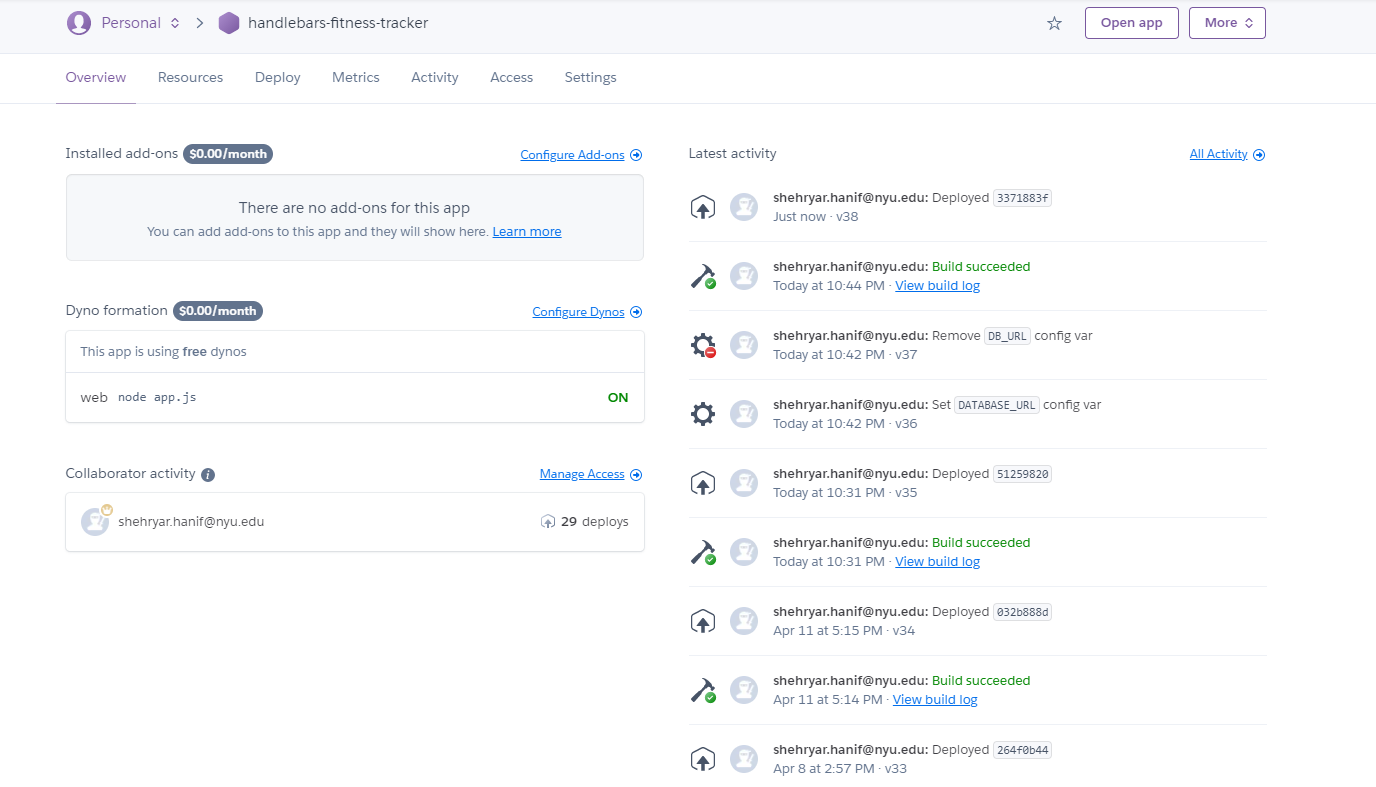 Personal handlebars-fitness-tracker Open app More
Overview Resources Deploy Metrics Activity Access Settings
Installed add-ons $0.00/month Configure Add-ons
There are no add-ons for this app
You can add add-ons to this app and they will show here. Learn more
Dyno formation $0.00/month Configure Dynos
This app is using free dynos
web node app.js ON
Collaborator activity i Manage Access
shehryar.hanif@nyu.edu 29 deploys
Latest activity All Activity
shehryar.hanif@nyu.edu: Deployed 3371883f
Just now · v38
shehryar.hanif@nyu.edu: Build succeeded
Today at 10:44 PM · View build log
shehryar.hanif@nyu.edu: Remove DB_URL config var
Today at 10:42 PM · v37
shehryar.hanif@nyu.edu: Set DATABASE_URL config var
Today at 10:42 PM · v36
shehryar.hanif@nyu.edu: Deployed 51259820
Today at 10:31 PM · v35
shehryar.hanif@nyu.edu: Build succeeded
Today at 10:31 PM · View build log
shehryar.hanif@nyu.edu: Deployed 032b888d
Apr 11 at 5:15 PM · v34
shehryar.hanif@nyu.edu: Build succeeded
Apr 11 at 5:14 PM · View build log
shehryar.hanif@nyu.edu: Deployed 264f0b44
Apr 8 at 2:57 PM · v33